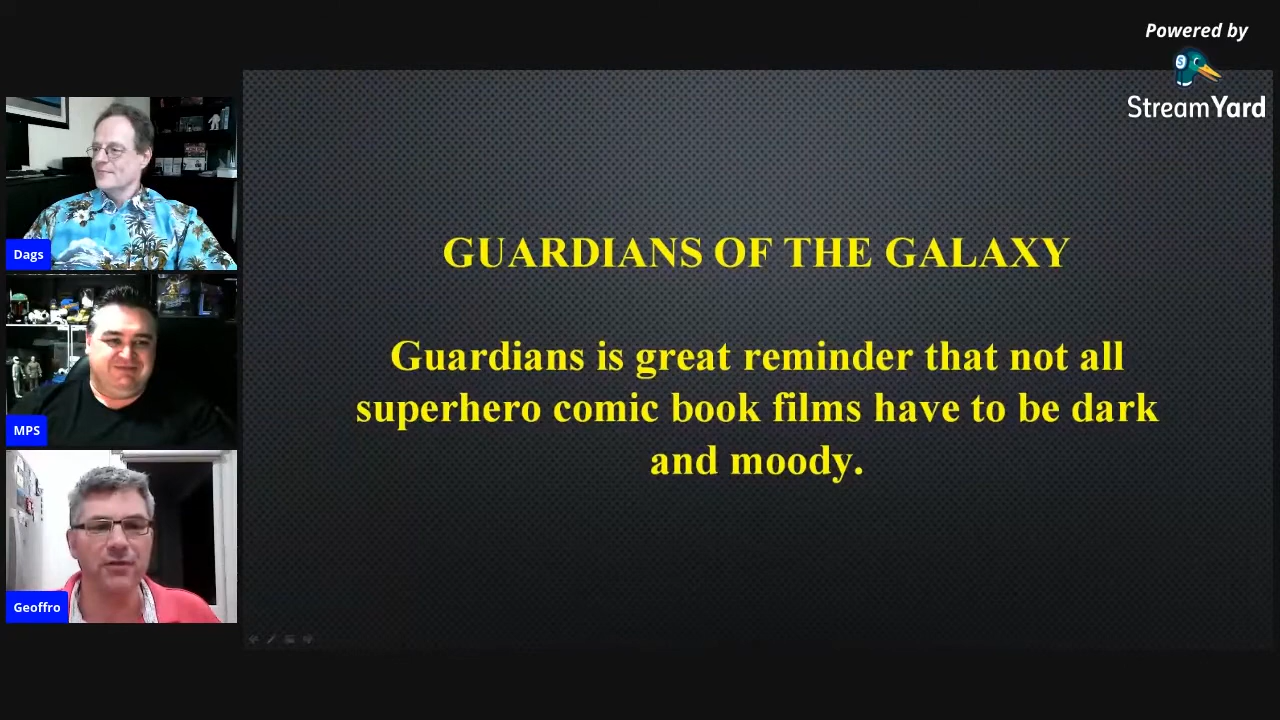 Powered by
StreamYard
Dags
MPS
Geoffro
GUARDIANS OF THE GALAXY
Guardians is great reminder that not all
superhero comic book films have to be dark
and moody.